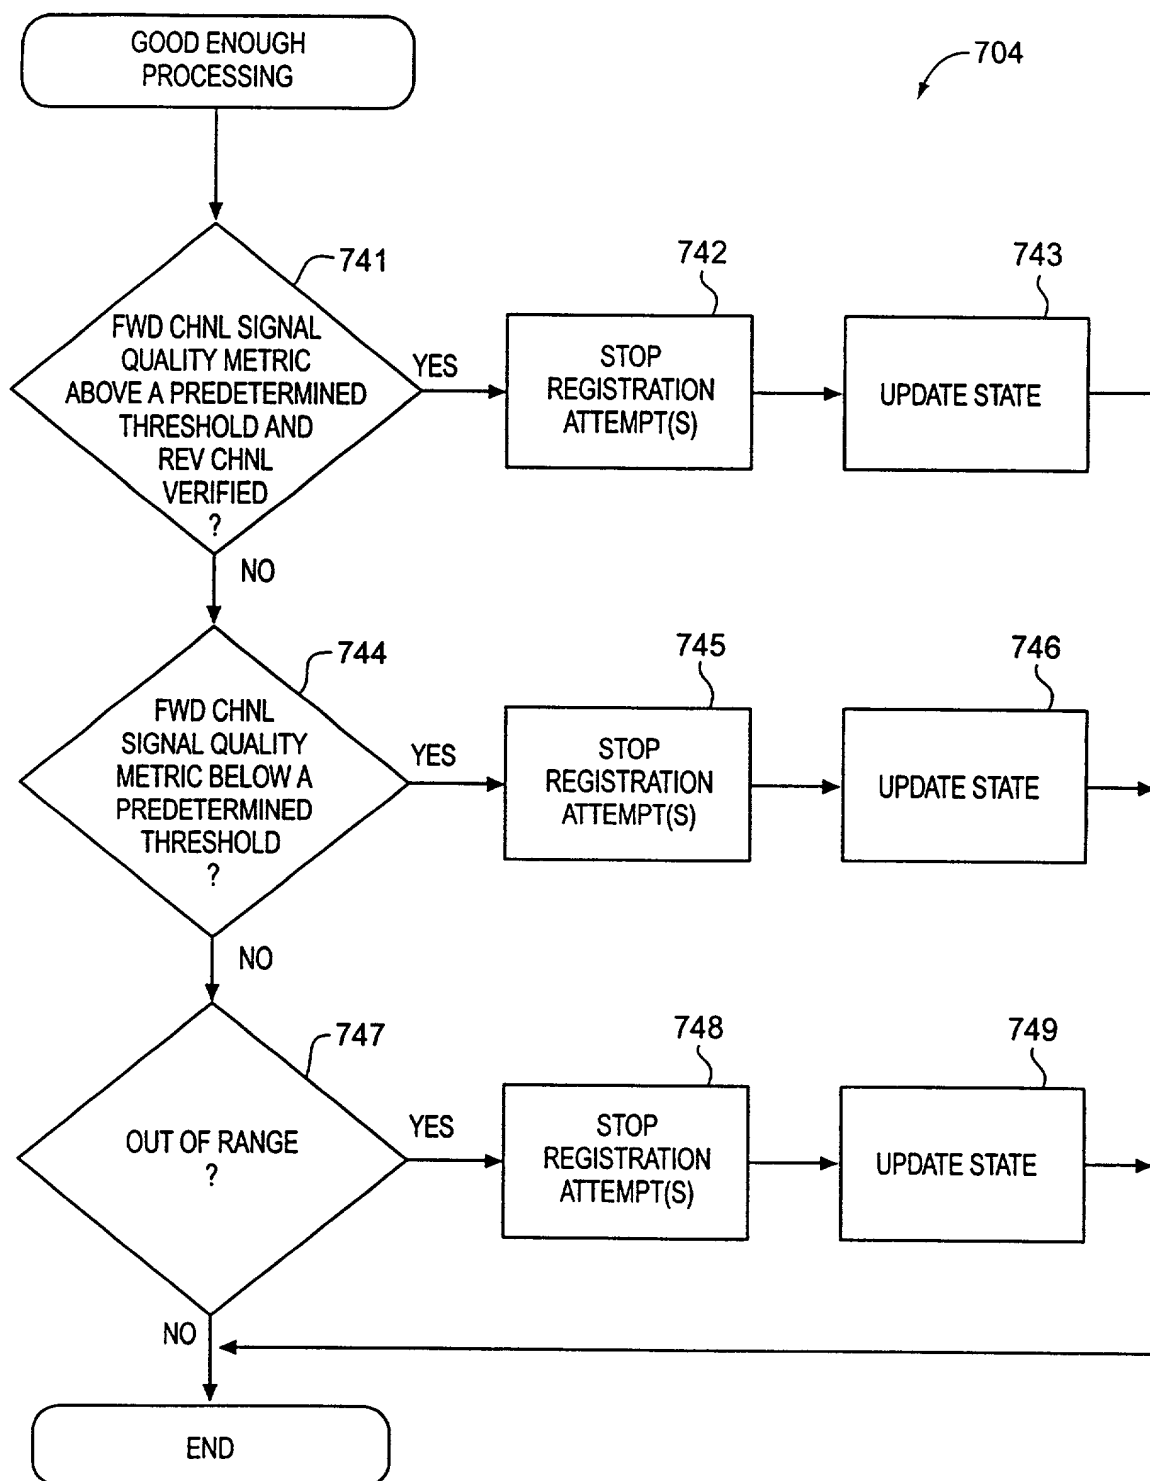 GOOD ENOUGH
PROCESSING
704
741
FWD CHNL SIGNAL
QUALITY METRIC
ABOVE A PREDETERMINED
THRESHOLD AND
REV CHNL
VERIFIED
?
YES
742
STOP
REGISTRATION
ATTEMPT(S)
743
UPDATE STATE
NO
744
FWD CHNL
SIGNAL QUALITY
METRIC BELOW A
PREDETERMINED
THRESHOLD
?
YES
745
STOP
REGISTRATION
ATTEMPT(S)
746
UPDATE STATE
NO
747
OUT OF RANGE
?
YES
748
STOP
REGISTRATION
ATTEMPT(S)
749
UPDATE STATE
NO
END